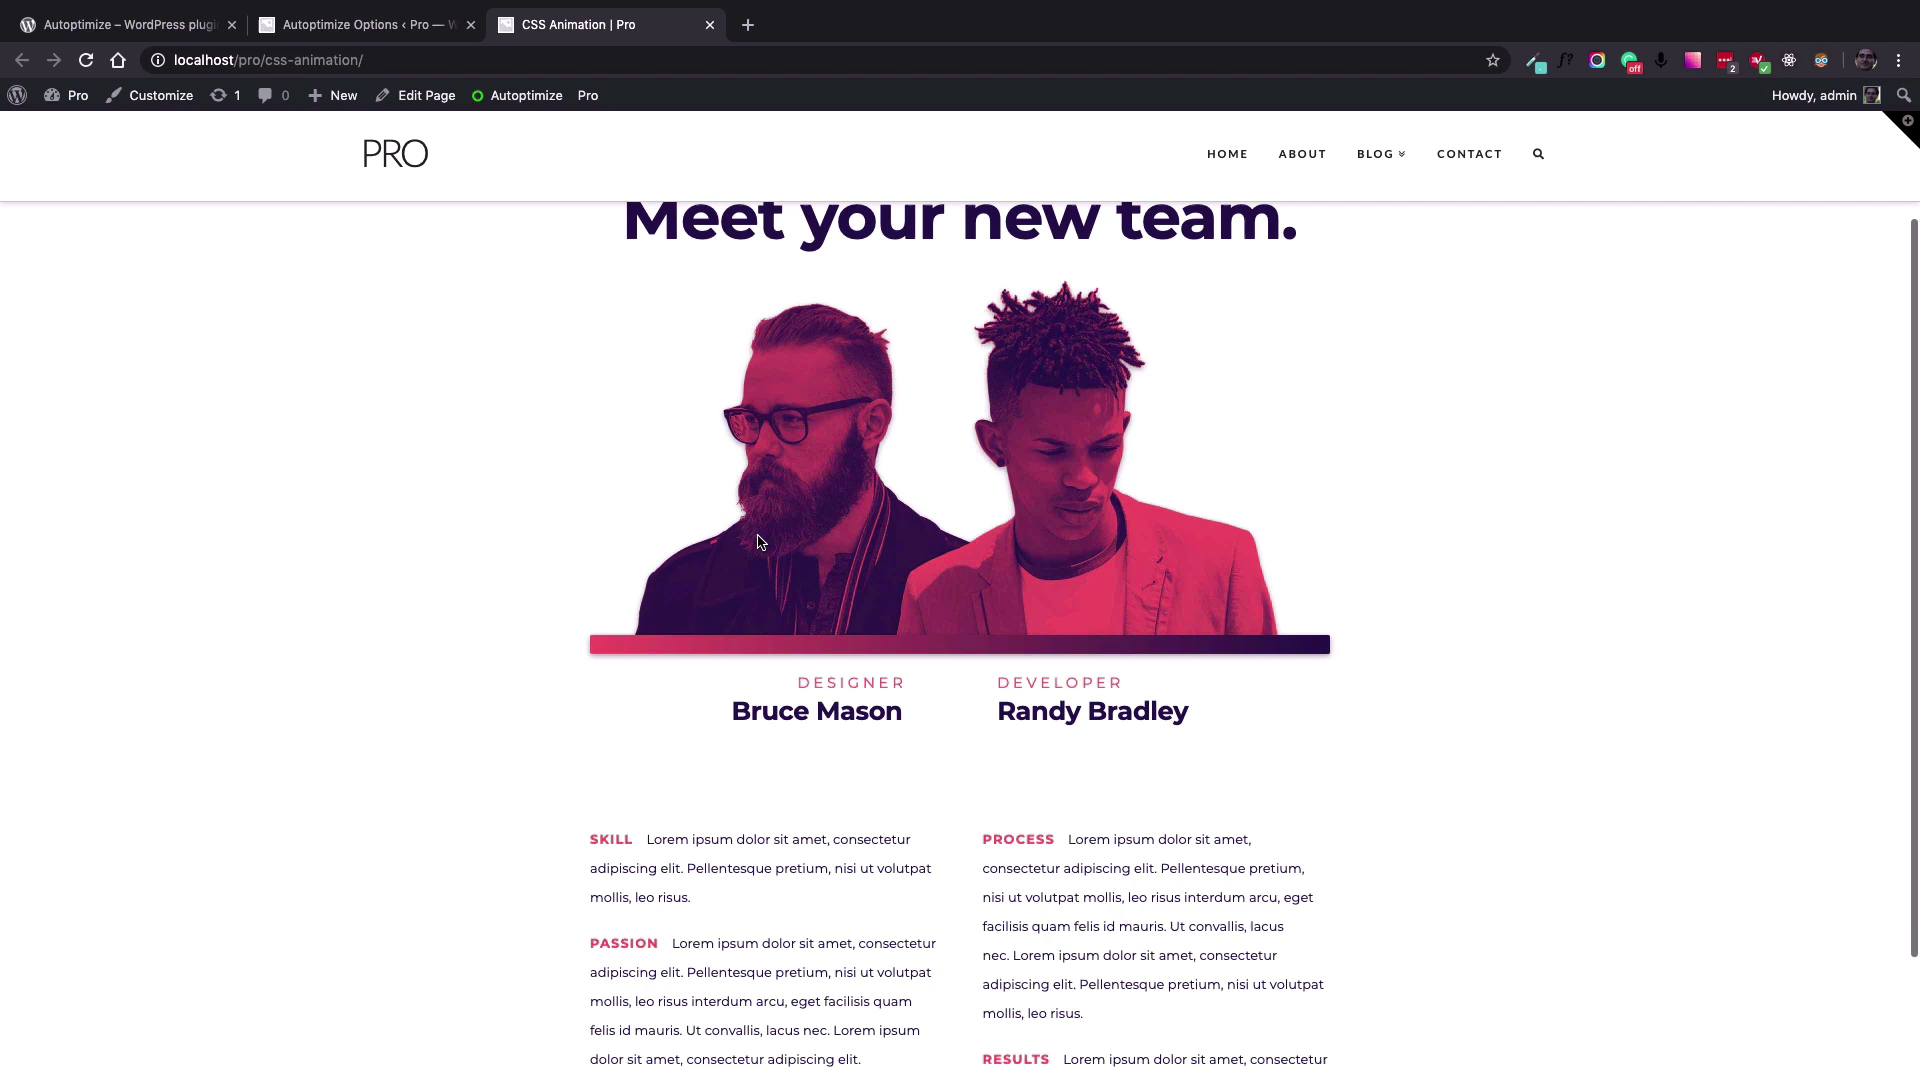 Autoptimize – WordPress plugi
Autoptimize Options ‹ Pro — W
CSS Animation | Pro
localhost/pro/css-animation/
f?
off
2
Pro
Customize
1
0
New
Edit Page
Autoptimize
Pro
Howdy, admin
PRO
HOME
ABOUT
BLOG
CONTACT
Meet your new team.
DESIGNER
Bruce Mason
DEVELOPER
Randy Bradley
SKILL Lorem ipsum dolor sit amet, consectetur
adipiscing elit. Pellentesque pretium, nisi ut volutpat
mollis, leo risus.
PASSION Lorem ipsum dolor sit amet, consectetur
adipiscing elit. Pellentesque pretium, nisi ut volutpat
mollis, leo risus interdum arcu, eget facilisis quam
felis id mauris. Ut convallis, lacus nec. Lorem ipsum
dolor sit amet, consectetur adipiscing elit.
PROCESS Lorem ipsum dolor sit amet,
consectetur adipiscing elit. Pellentesque pretium,
nisi ut volutpat mollis, leo risus interdum arcu, eget
facilisis quam felis id mauris. Ut convallis, lacus
nec. Lorem ipsum dolor sit amet, consectetur
adipiscing elit. Pellentesque pretium, nisi ut volutpat
mollis, leo risus.
RESULTS Lorem ipsum dolor sit amet, consectetur